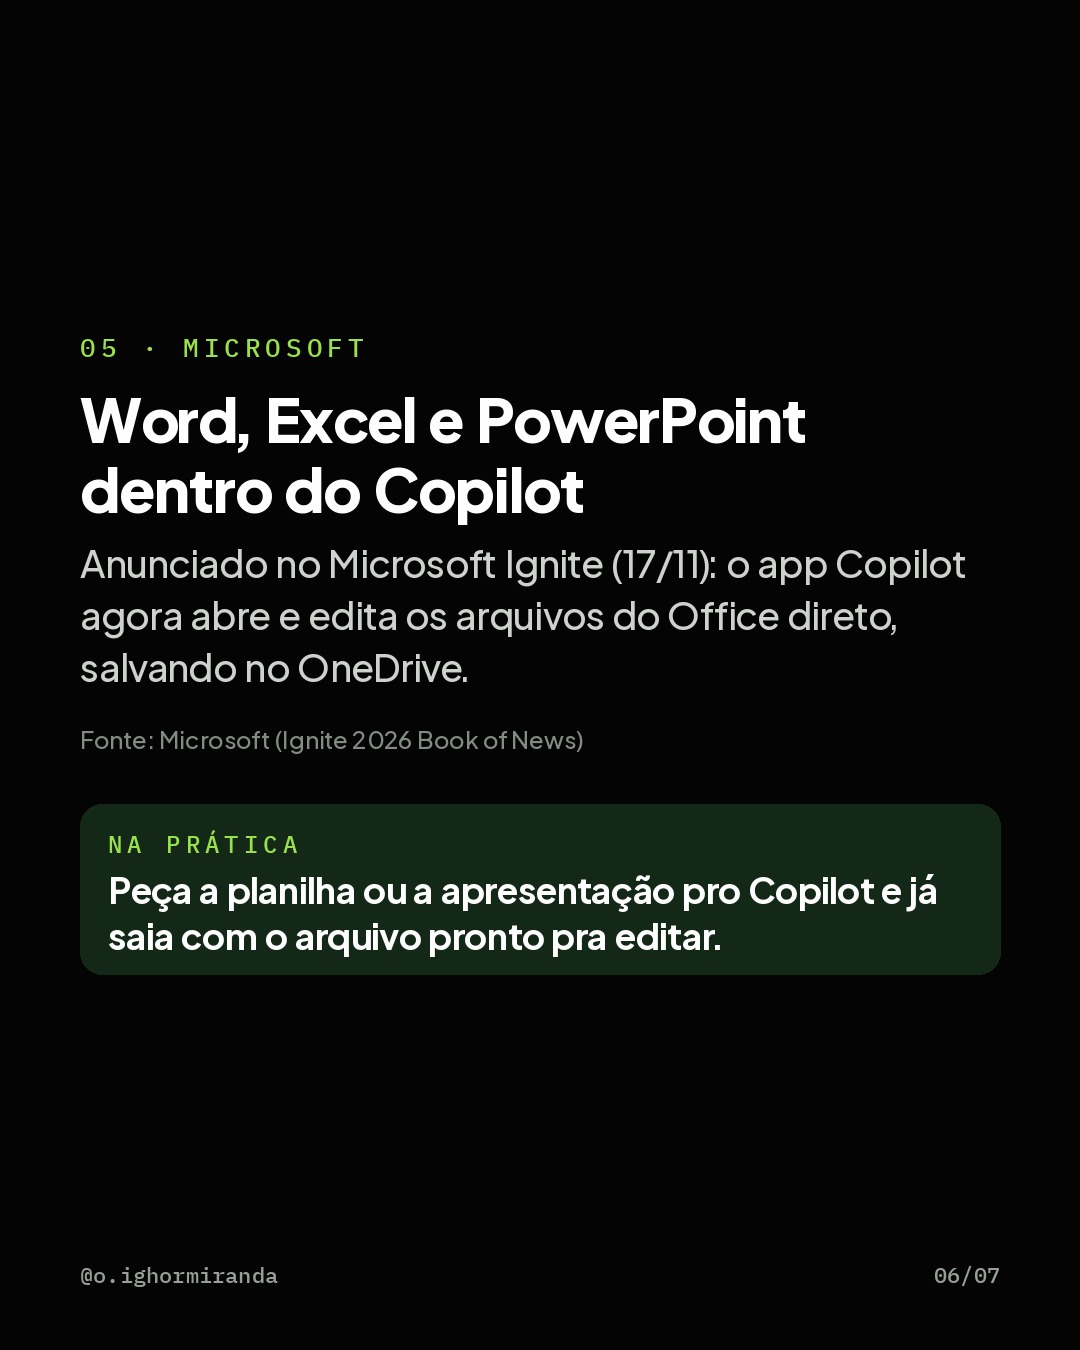 05 · MICROSOFT
Word, Excel e PowerPoint
dentro do Copilot
Anunciado no Microsoft Ignite (17/11): o app Copilot
agora abre e edita os arquivos do Office direto,
salvando no OneDrive.
Fonte: Microsoft (Ignite 2026 Book of News)
NA PRÁTICA
Peça a planilha ou a apresentação pro Copilot e já
saia com o arquivo pronto pra editar.
@o.ighormiranda
06/07